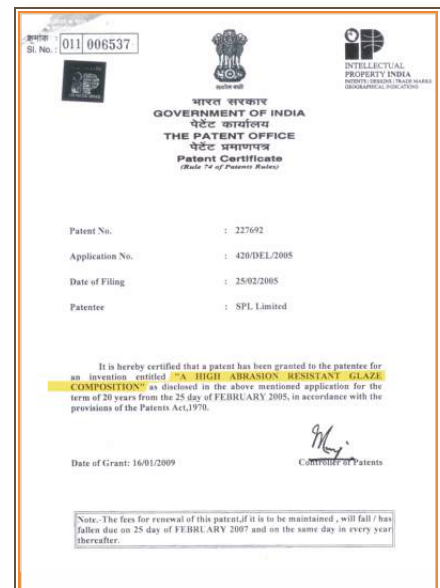 क्रमांक :
SI. No. : 011 006537
INTELLECTUAL
PROPERTY INDIA
PATENTS | DESIGNS | TRADE MARKS
GEOGRAPHICAL INDICATIONS
भारत सरकार
GOVERNMENT OF INDIA
पेटेंट कार्यालय
THE PATENT OFFICE
पेटेंट प्रमाणपत्र
Patent Certificate
(Rule 74 of Patents Rules)
Patent No. : 227692
Application No. : 420/DEL/2005
Date of Filing : 25/02/2005
Patentee : SPL Limited
It is hereby certified that a patent has been granted to the patentee for
an invention entitled "A HIGH ABRASION RESISTANT GLAZE
COMPOSITION" as disclosed in the above mentioned application for the
term of 20 years from the 25 day of FEBRUARY 2005, in accordance with the
provisions of the Patents Act,1970.
Date of Grant: 16/01/2009
Controller of Patents
Note.-The fees for renewal of this patent,if it is to be maintained , will fall / has
fallen due on 25 day of FEBRUARY 2007 and on the same day in every year
thereafter.